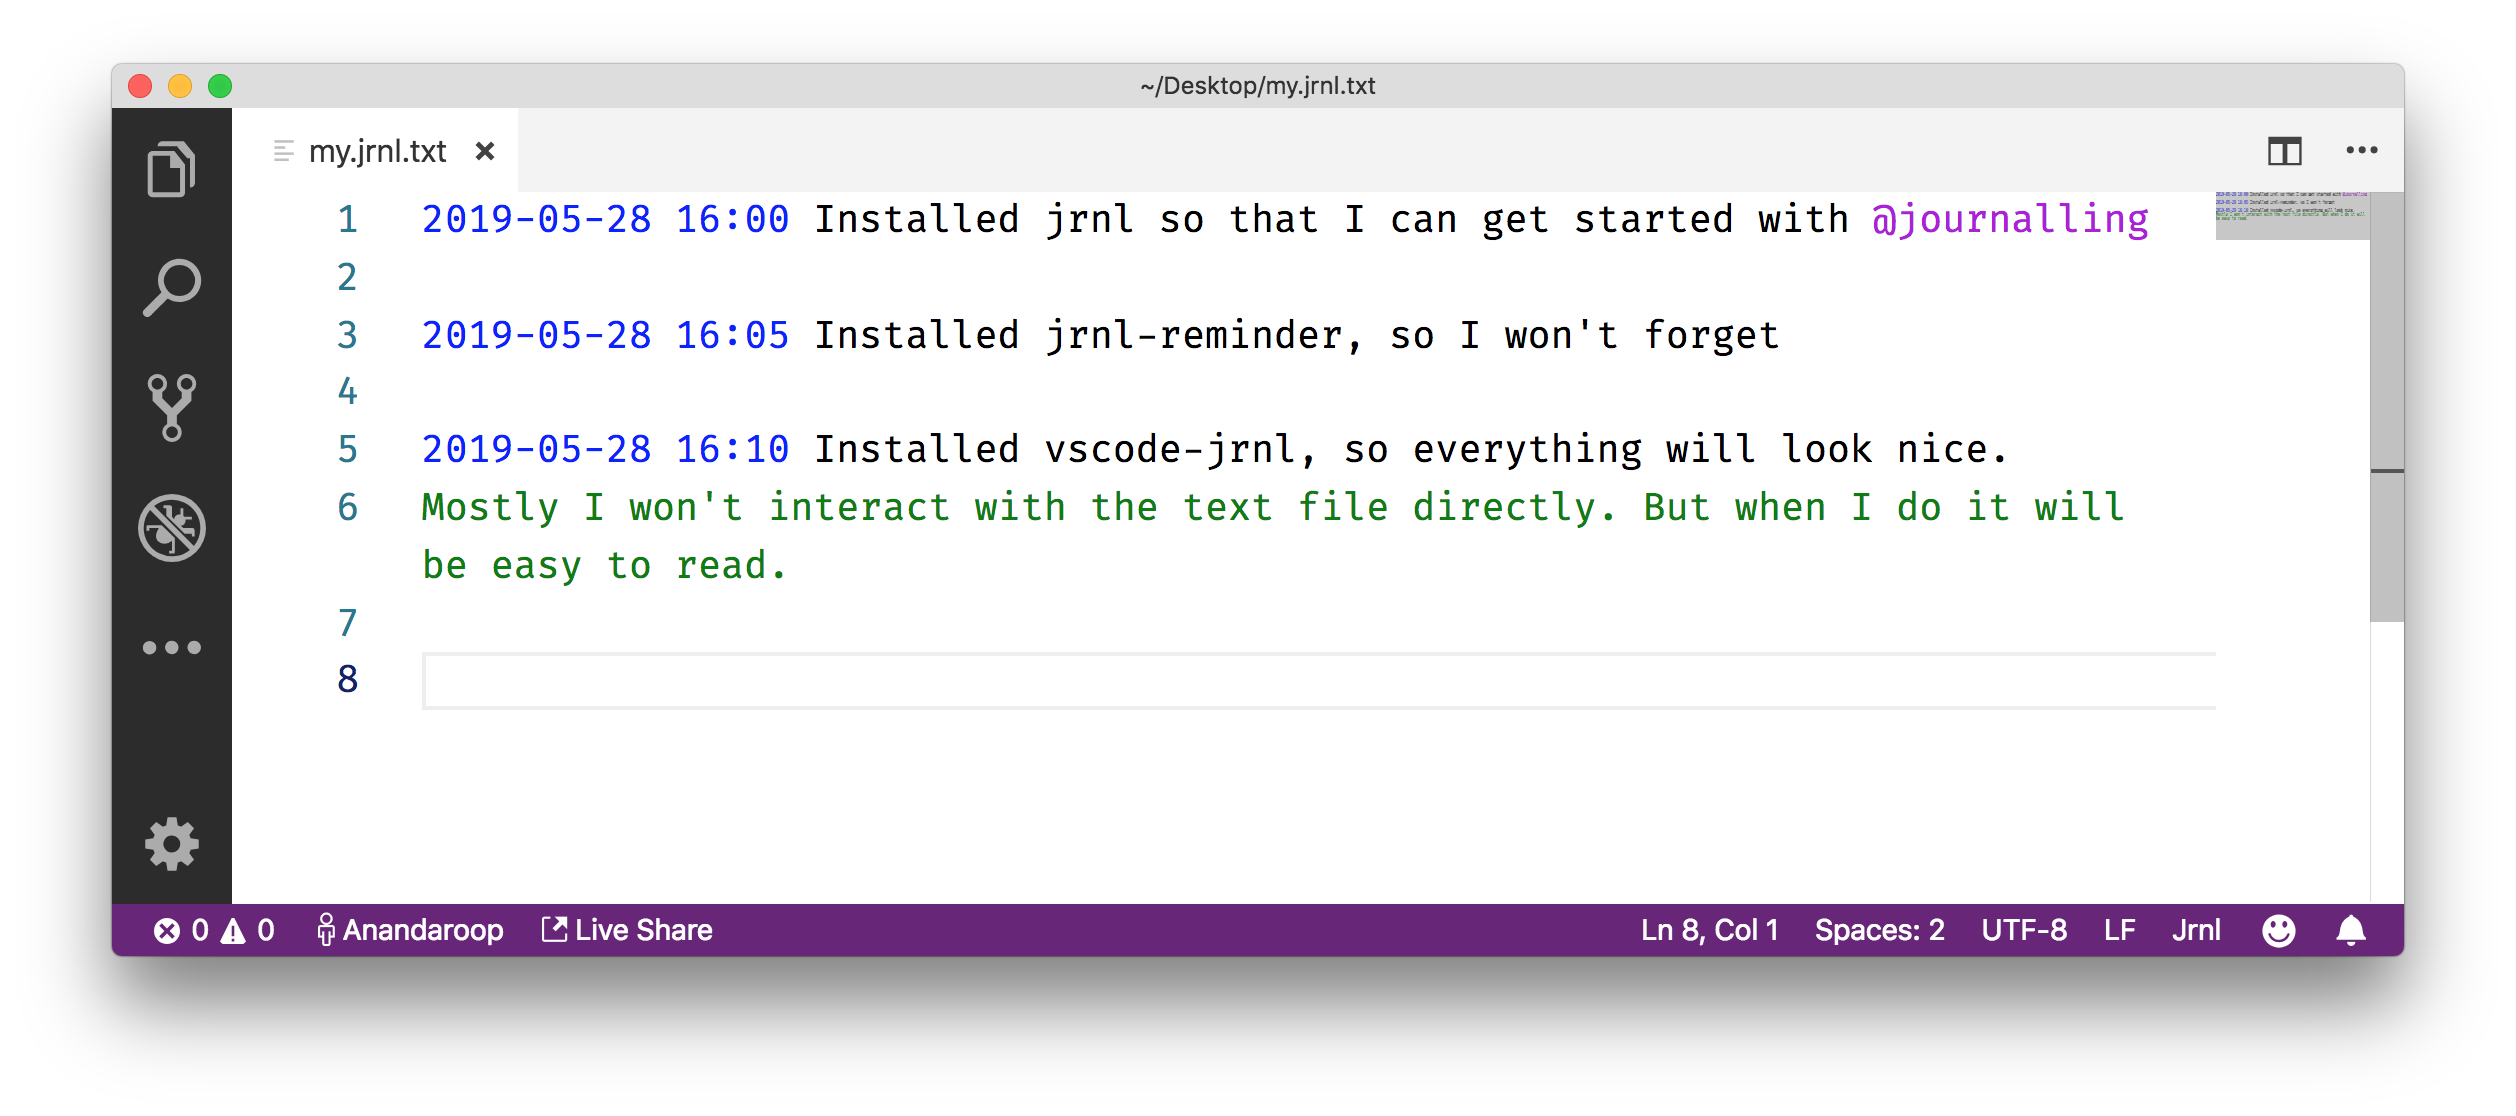 ~/Desktop/my.jrnl.txt
my.jrnl.txt
1 2019-05-28 16:00 Installed jrnl so that I can get started with @journalling
2
3 2019-05-28 16:05 Installed jrnl-reminder, so I won't forget
4
5 2019-05-28 16:10 Installed vscode-jrnl, so everything will look nice.
6 Mostly I won't interact with the text file directly. But when I do it will
be easy to read.
7
8
0 0 Anandaroop Live Share Ln 8, Col 1 Spaces: 2 UTF-8 LF Jrnl